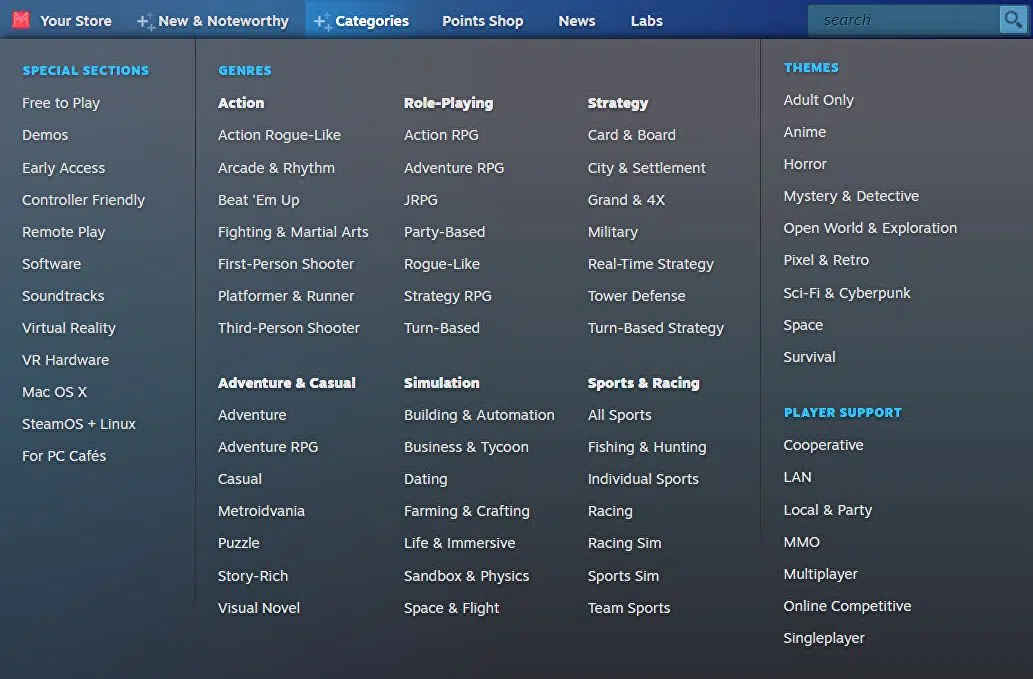 Your Store
New & Noteworthy
Categories
Points Shop
News
Labs
search
SPECIAL SECTIONS
Free to Play
Demos
Early Access
Controller Friendly
Remote Play
Software
Soundtracks
Virtual Reality
VR Hardware
Mac OS X
SteamOS + Linux
For PC Cafés
GENRES
Action
Action Rogue-Like
Arcade & Rhythm
Beat 'Em Up
Fighting & Martial Arts
First-Person Shooter
Platformer & Runner
Third-Person Shooter
Role-Playing
Action RPG
Adventure RPG
JRPG
Party-Based
Rogue-Like
Strategy RPG
Turn-Based
Strategy
Card & Board
City & Settlement
Grand & 4X
Military
Real-Time Strategy
Tower Defense
Turn-Based Strategy
Adventure & Casual
Adventure
Adventure RPG
Casual
Metroidvania
Puzzle
Story-Rich
Visual Novel
Simulation
Building & Automation
Business & Tycoon
Dating
Farming & Crafting
Life & Immersive
Sandbox & Physics
Space & Flight
Sports & Racing
All Sports
Fishing & Hunting
Individual Sports
Racing
Racing Sim
Sports Sim
Team Sports
THEMES
Adult Only
Anime
Horror
Mystery & Detective
Open World & Exploration
Pixel & Retro
Sci-Fi & Cyberpunk
Space
Survival
PLAYER SUPPORT
Cooperative
LAN
Local & Party
MMO
Multiplayer
Online Competitive
Singleplayer